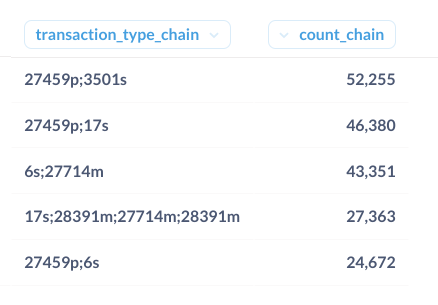 transaction_type_chain count_chain
27459p;3501s 52,255
27459p;17s 46,380
6s;27714m 43,351
17s;28391m;27714m;28391m 27,363
27459p;6s 24,672